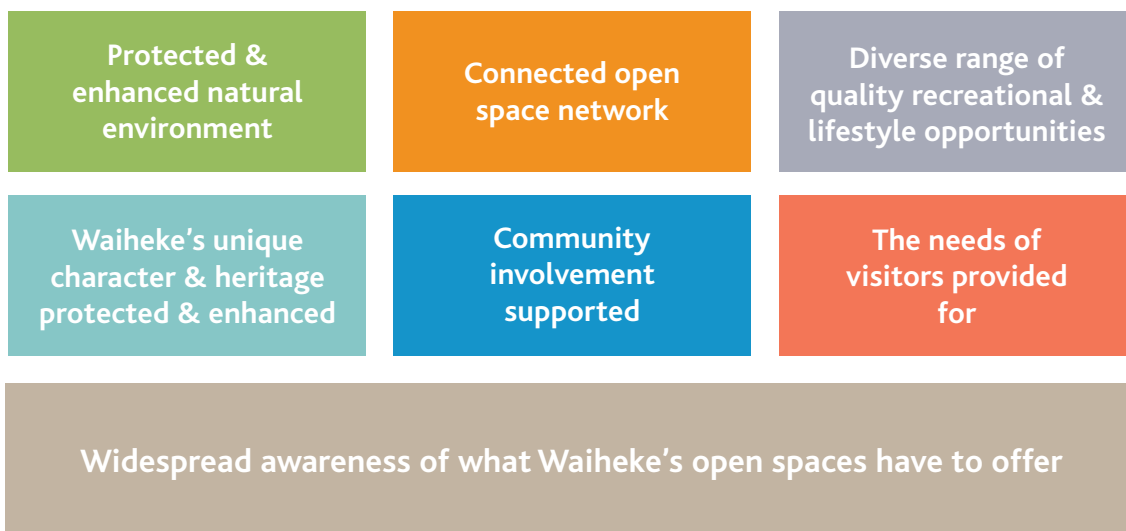 Protected &
enhanced natural
environment
Connected open
space network
Diverse range of
quality recreational &
lifestyle opportunities
Waiheke’s unique
character & heritage
protected & enhanced
Community
involvement
supported
The needs of
visitors provided
for
Widespread awareness of what Waiheke’s open spaces have to offer